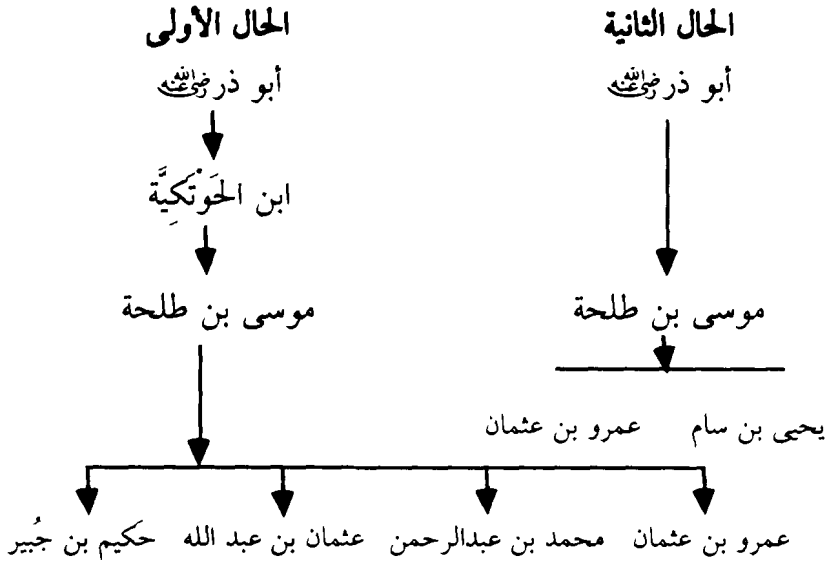 الحال الثانية
الحال الأولى
أبو ذر رضي الله عنه
أبو ذر رضي الله عنه
ابن الحَوْتَكِيَّة
موسى بن طلحة
موسى بن طلحة
يحيى بن سام عمرو بن عثمان
عمرو بن عثمان محمد بن عبدالرحمن عثمان بن عبد الله حكيم بن جُبير